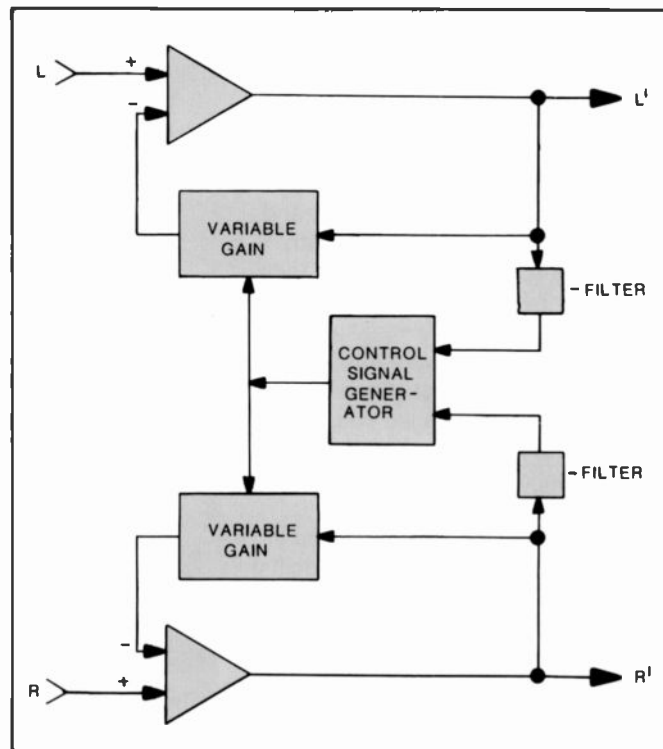 L
+
-
L'
VARIABLE
GAIN
-FILTER
CONTROL
SIGNAL
GENER-
ATOR
-FILTER
VARIABLE
GAIN
-
R
+
R'